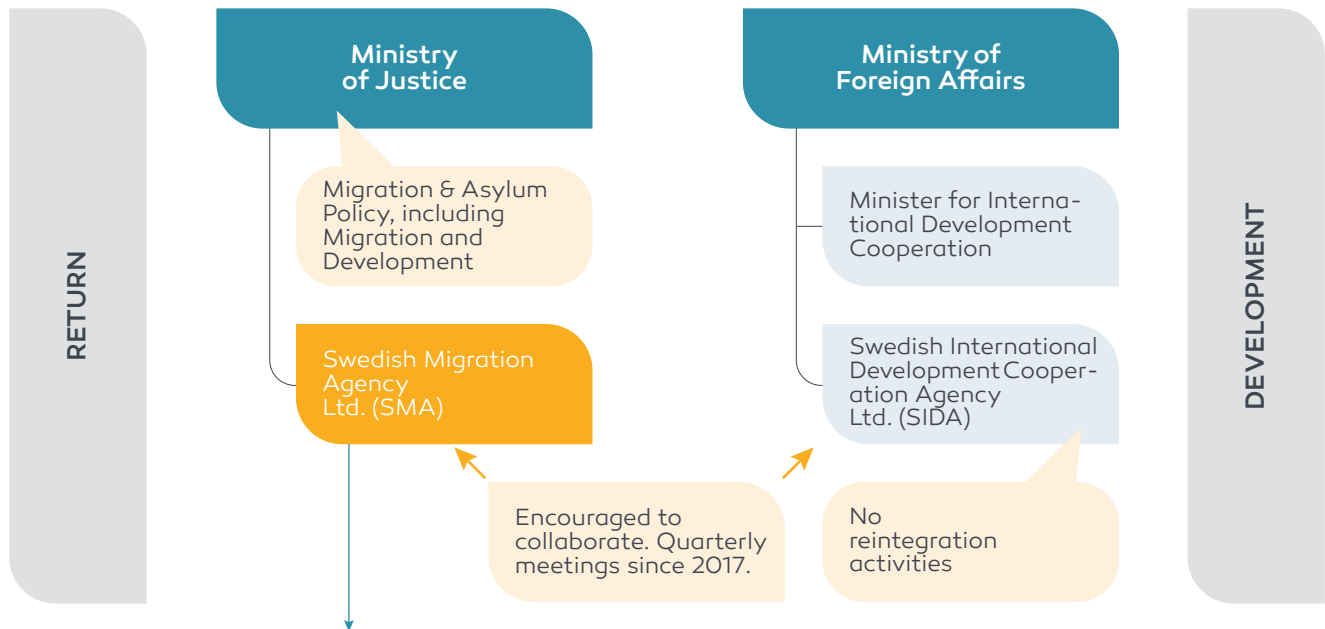 RETURN
Ministry
of Justice
Migration & Asylum
Policy, including
Migration and
Development
Swedish Migration
Agency
Ltd. (SMA)
Encouraged to
collaborate. Quarterly
meetings since 2017.
Ministry of
Foreign Affairs
Minister for Interna-
tional Development
Cooperation
Swedish International
Development Cooper-
ation Agency
Ltd. (SIDA)
No
reintegration
activities
DEVELOPMENT